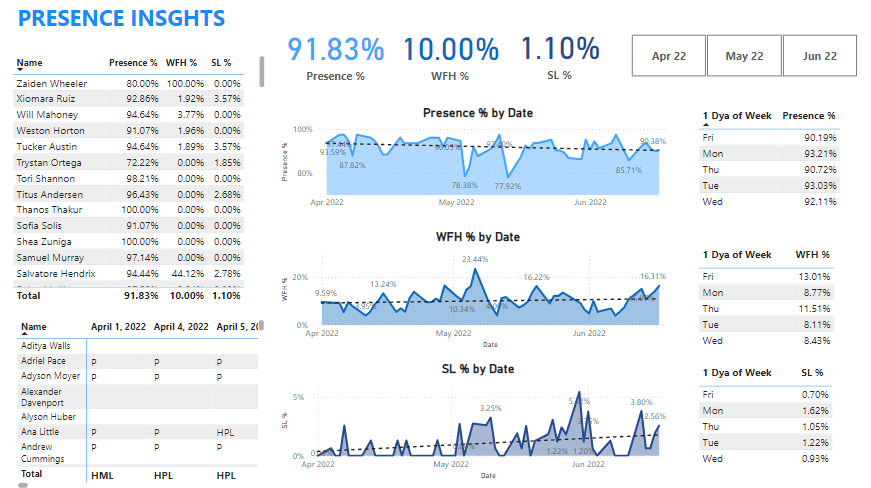 PRESENCE INSGHTS
Name Presence % WFH % SL %
Zaiden Wheeler 80.00% 100.00% 0.00%
Xiomara Ruiz 92.86% 1.92% 3.57%
Will Mahoney 94.64% 3.77% 0.00%
Weston Horton 91.07% 1.96% 0.00%
Tucker Austin 94.64% 1.89% 3.57%
Trystan Ortega 72.22% 0.00% 1.85%
Tori Shannon 98.21% 0.00% 0.00%
Titus Andersen 96.43% 0.00% 2.68%
Thanos Thakur 100.00% 0.00% 0.00%
Sofia Solis 91.07% 0.00% 0.00%
Shea Zuniga 100.00% 0.00% 0.00%
Samuel Murray 97.14% 0.00% 0.00%
Salvatore Hendrix 94.44% 44.12% 2.78%
Total 91.83% 10.00% 1.10%
Name April 1, 2022 April 4, 2022 April 5, 20
Aditya Walls
Adriel Pace p p p
Adyson Moyer p p p
Alexander
Davenport
Alyson Huber
Ana Little P P HPL
Andrew p p p
Cummings
Total HML HPL HPL
91.83% 10.00% 1.10%
Presence % WFH % SL %
Apr 22 May 22 Jun 22
Presence % by Date
Presence %
100%
80%
93.59%
87.82%
78.38%
77.92%
85.71%
90.38%
Apr 2022 May 2022 Jun 2022
WFH % by Date
WFH %
20%
0%
9.59%
13.24%
10.34%
23.44%
16.22%
16.31%
Apr 2022 May 2022 Jun 2022
Date
SL % by Date
SL %
5%
0%
3.25%
1.22% 1.20%
3.80%
2.56%
Apr 2022 May 2022 Jun 2022
Date
1 Dya of Week Presence %
Fri 90.19%
Mon 93.21%
Thu 90.72%
Tue 93.03%
Wed 92.11%
1 Dya of Week WFH %
Fri 13.01%
Mon 8.77%
Thu 11.51%
Tue 8.11%
Wed 8.43%
1 Dya of Week SL %
Fri 0.70%
Mon 1.62%
Thu 1.05%
Tue 1.22%
Wed 0.93%